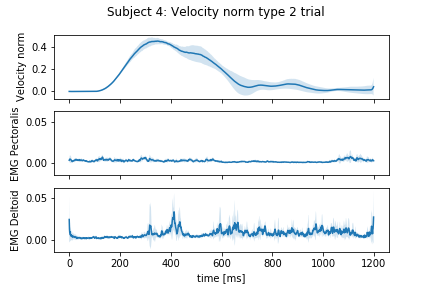 Subject 4: Velocity norm type 2 trial
Velocity norm
0.4
0.2
0.0
EMG Pectoralis
0.05
0.00
EMG Deltoid
0.05
0.00
0 200 400 600 800 1000 1200
time [ms]